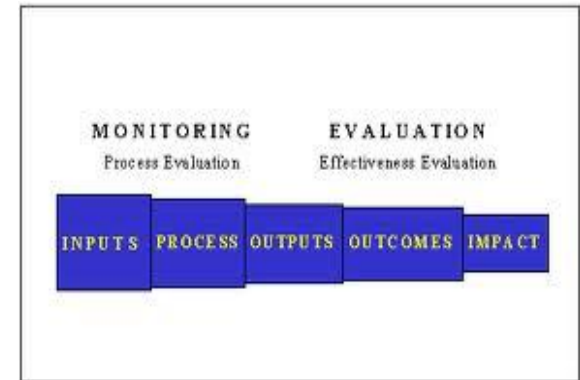 MONITORING EVALUATION
Process Evaluation Effectiveness Evaluation
INPUTS PROCESS OUTPUTS OUTCOMES IMPACT